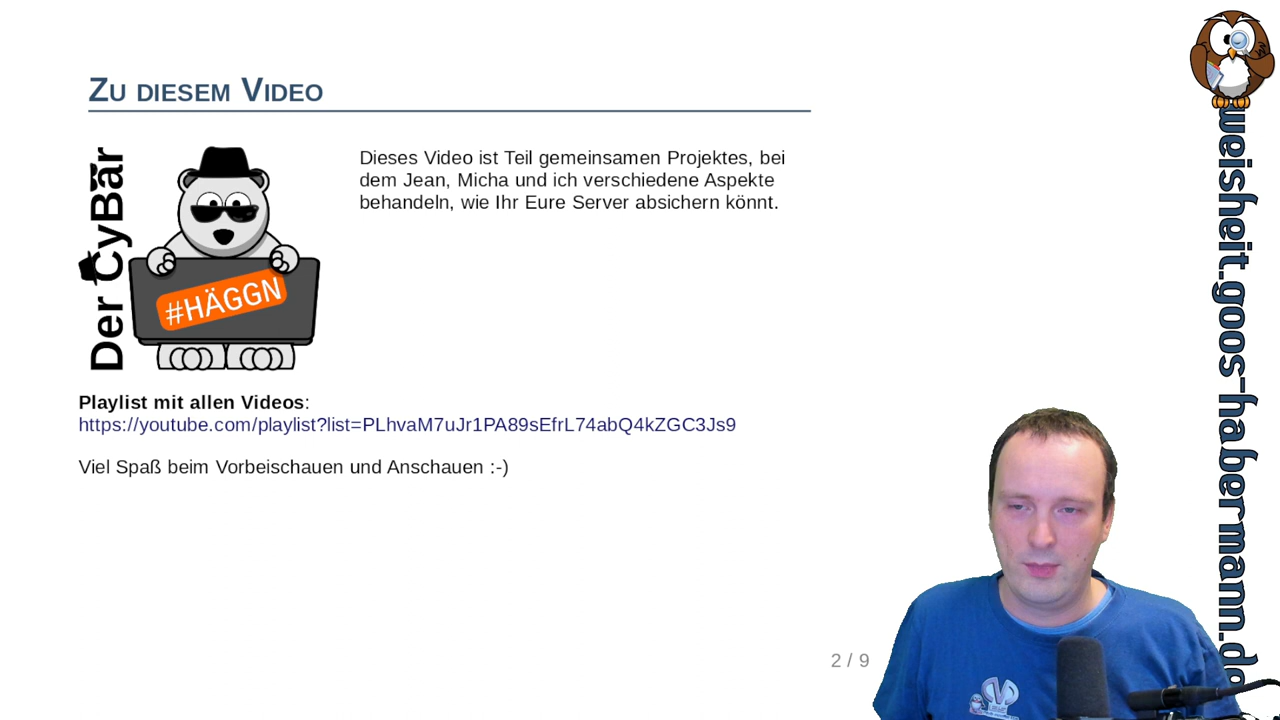 Zu diesem Video
Der CyBär
#HÄGGN
Dieses Video ist Teil gemeinsamen Projektes, bei
dem Jean, Micha und ich verschiedene Aspekte
behandeln, wie Ihr Eure Server absichern könnt.
Playlist mit allen Videos:
https://youtube.com/playlist?list=PLhvaM7uJr1PA89sEfrL74abQ4kZGC3Js9
Viel Spaß beim Vorbeischauen und Anschauen :-)
2 / 9
weisheit.goos-habermann.de